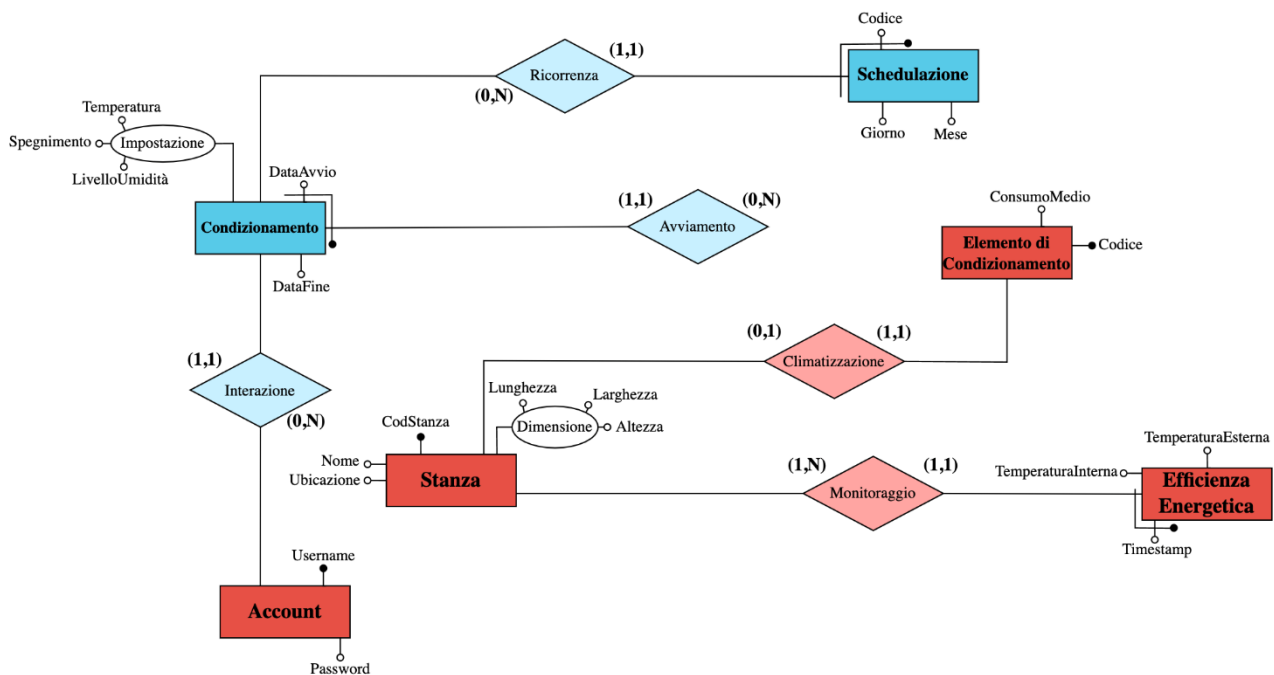 Codice
(1,1)
Ricorrenza
Schedulazione
(0,N)
Temperatura
Giorno
Mese
Spegnimento
Impostazione
DataAvvio
LivelloUmidità
(1,1)
(0,N)
ConsumoMedio
Condizionamento
Avviamento
Elemento di
Condizionamento
Codice
DataFine
(0,1)
(1,1)
(1,1)
Climatizzazione
Interazione
Lunghezza
Larghezza
(0,N)
CodStanza
Dimensione
Altezza
TemperaturaEsterna
Nome
Ubicazione
Stanza
(1,N)
(1,1)
TemperaturaInterna
Monitoraggio
Efficienza
Energetica
Timestamp
Username
Account
Password